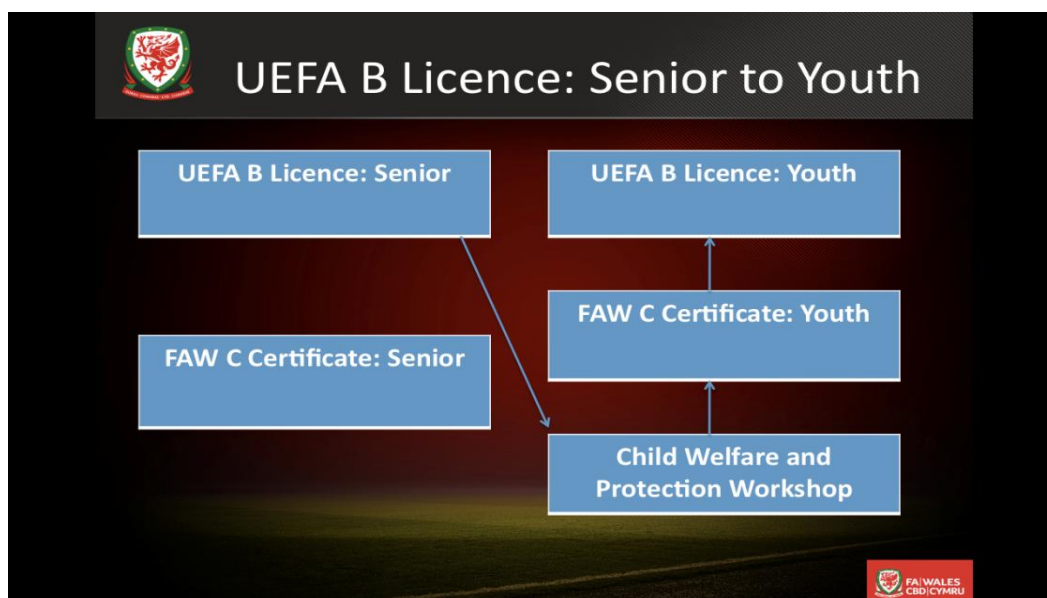 UEFA B Licence: Senior to Youth
UEFA B Licence: Senior
UEFA B Licence: Youth
FAW C Certificate: Youth
FAW C Certificate: Senior
Child Welfare and
Protection Workshop
FA|WALES
CBD|CYMRU